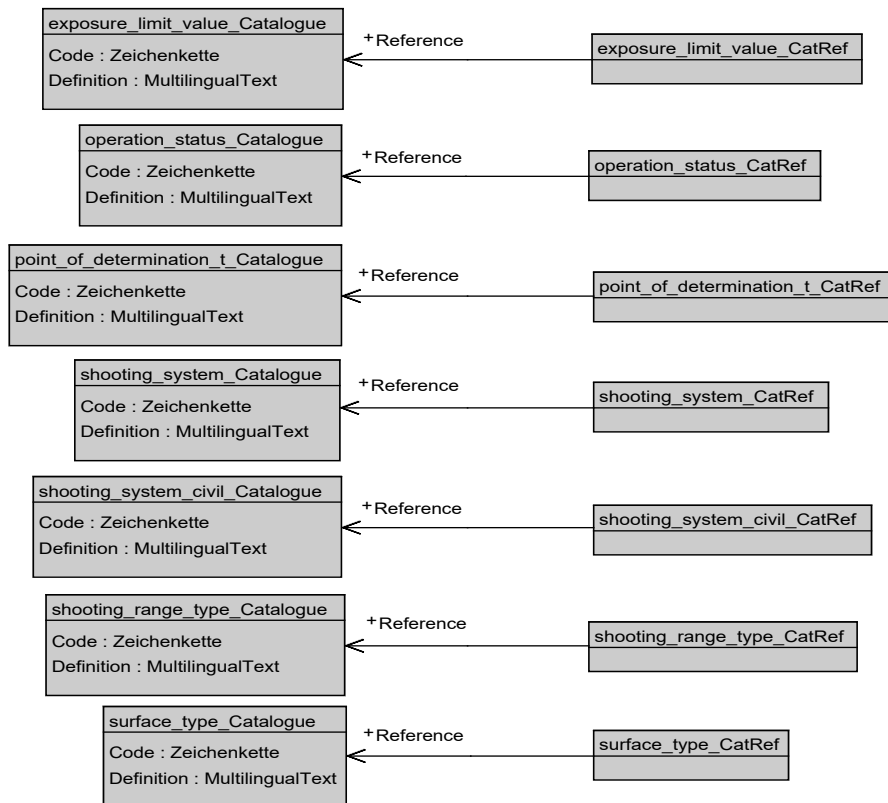 exposure_limit_value_Catalogue
Code : Zeichenkette
Definition : MultilingualText
+Reference
exposure_limit_value_CatRef
operation_status_Catalogue
Code : Zeichenkette
Definition : MultilingualText
+Reference
operation_status_CatRef
point_of_determination_t_Catalogue
Code : Zeichenkette
Definition : MultilingualText
+Reference
point_of_determination_t_CatRef
shooting_system_Catalogue
Code : Zeichenkette
Definition : MultilingualText
+Reference
shooting_system_CatRef
shooting_system_civil_Catalogue
Code : Zeichenkette
Definition : MultilingualText
+Reference
shooting_system_civil_CatRef
shooting_range_type_Catalogue
Code : Zeichenkette
Definition : MultilingualText
+Reference
shooting_range_type_CatRef
surface_type_Catalogue
Code : Zeichenkette
Definition : MultilingualText
+Reference
surface_type_CatRef